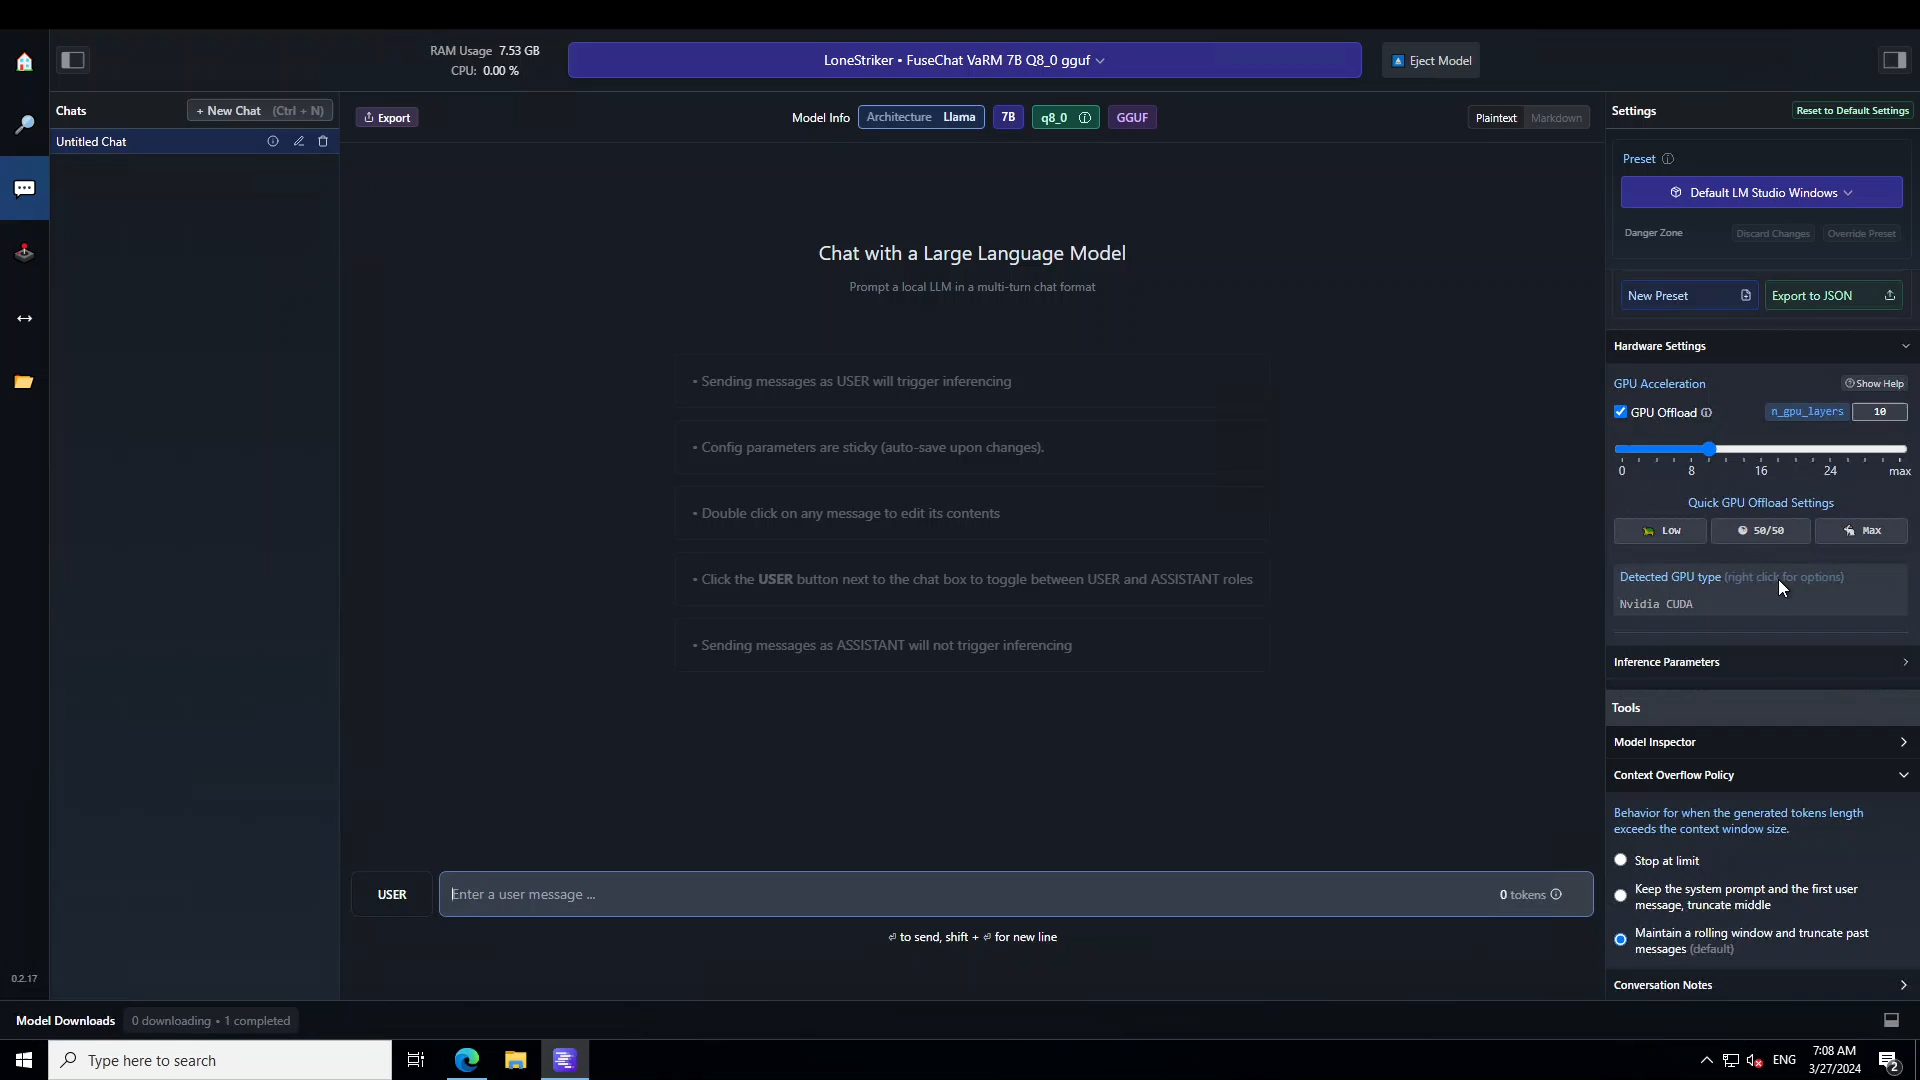 RAM Usage 7.53 GB
CPU: 0.00 %
LoneStriker • FuseChat VaRM 7B Q8_0 gguf
Eject Model
Chats
+ New Chat (Ctrl + N)
Untitled Chat
Export
Model Info Architecture Llama 7B q8_0 GGUF
Plaintext Markdown
Chat with a Large Language Model
Prompt a local LLM in a multi-turn chat format
• Sending messages as USER will trigger inferencing
• Config parameters are sticky (auto-save upon changes).
• Double click on any message to edit its contents
• Click the USER button next to the chat box to toggle between USER and ASSISTANT roles
• Sending messages as ASSISTANT will not trigger inferencing
USER
Enter a user message ...
0 tokens
⏎ to send, shift + ⏎ for new line
Settings
Reset to Default Settings
Preset
Default LM Studio Windows
Danger Zone Discard Changes Override Preset
New Preset Export to JSON
Hardware Settings
GPU Acceleration Show Help
GPU Offload n_gpu_layers 10
0 8 16 24 max
Quick GPU Offload Settings
Low 50/50 Max
Detected GPU type (right click for options)
Nvidia CUDA
Inference Parameters
Tools
Model Inspector
Context Overflow Policy
Behavior for when the generated tokens length
exceeds the context window size.
Stop at limit
Keep the system prompt and the first user
message, truncate middle
Maintain a rolling window and truncate past
messages (default)
Conversation Notes
0.2.17
Model Downloads 0 downloading • 1 completed
Type here to search
ENG
7:08 AM
3/27/2024
2